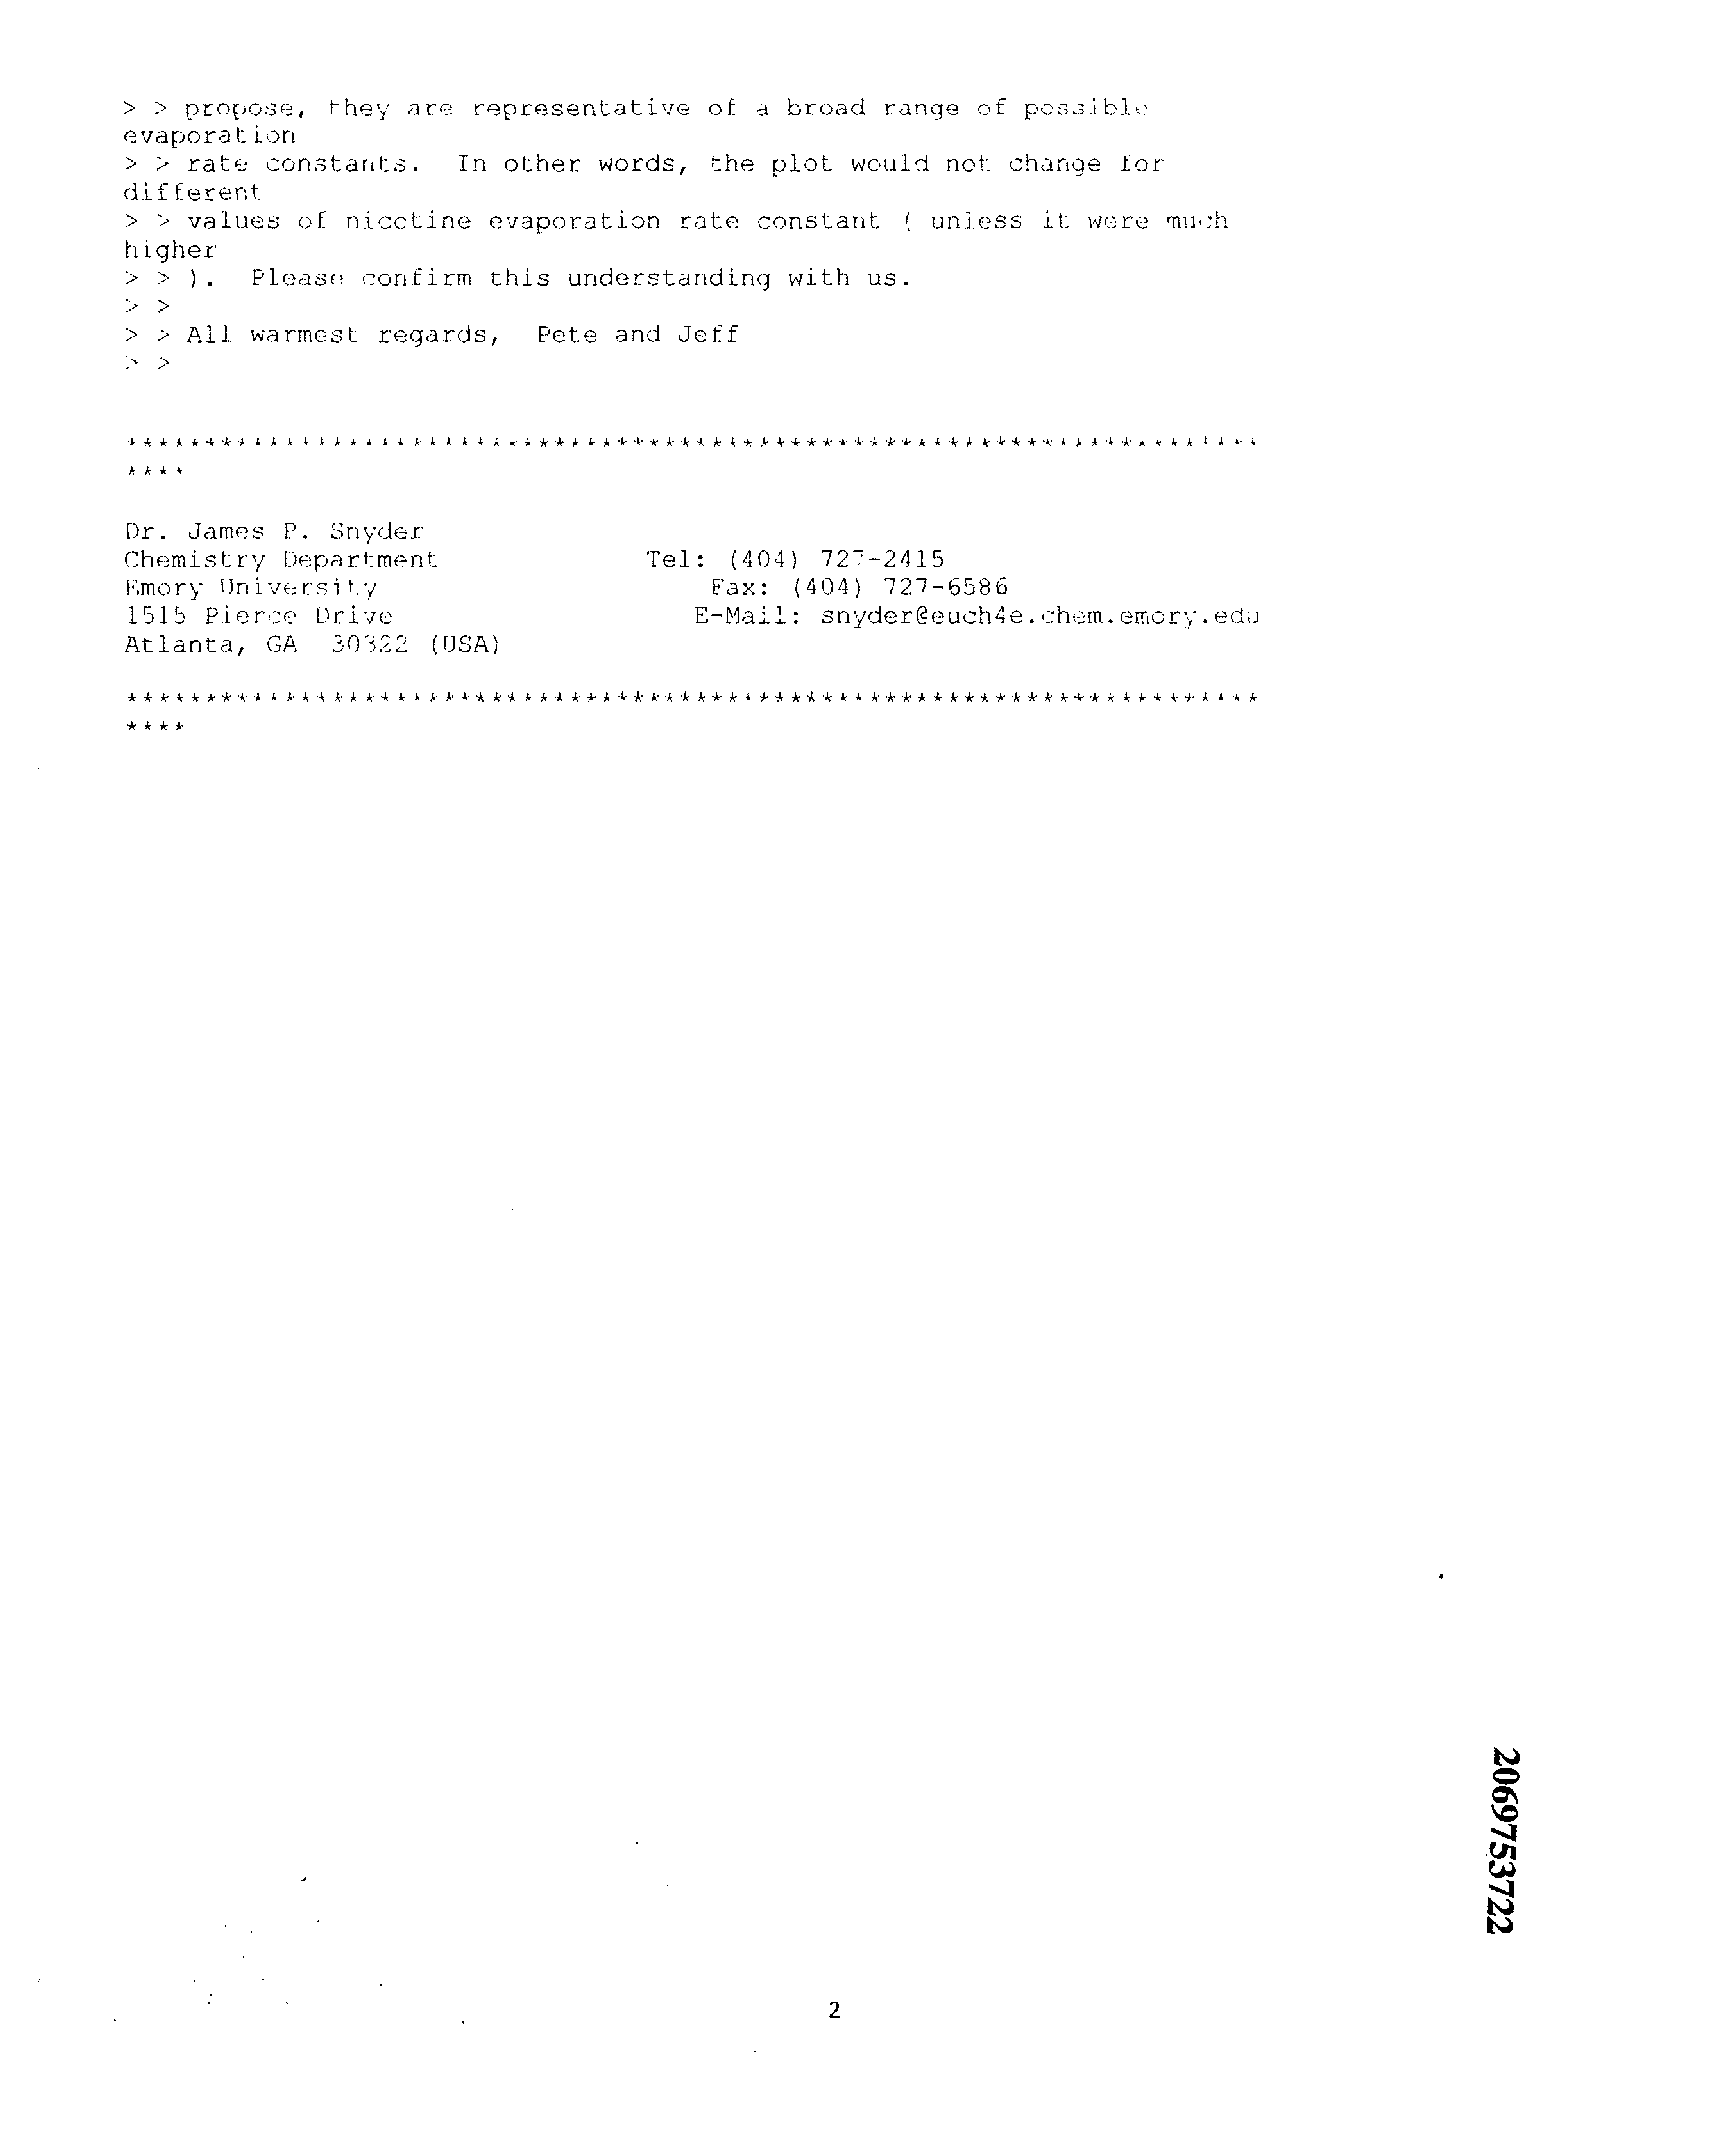 > > propose, they are representative of a broad range of possible
evaporation
> > rate constants.  In other words, the plot would not change for
different
> > values of nicotine evaporation rate constant ( unless it were much
higher
> > ).  Please confirm this understanding with us.
> >
> > All warmest regards,  Pete and Jeff
> >
************************************************************************
****
Dr. James P. Snyder
Chemistry Department Tel: (404) 727-2415
Emory University Fax: (404) 727-6586
1515 Pierce Drive E-Mail: snyder@euch4e.chem.emory.edu
Atlanta, GA  30322 (USA)
************************************************************************
****
2069753722
2